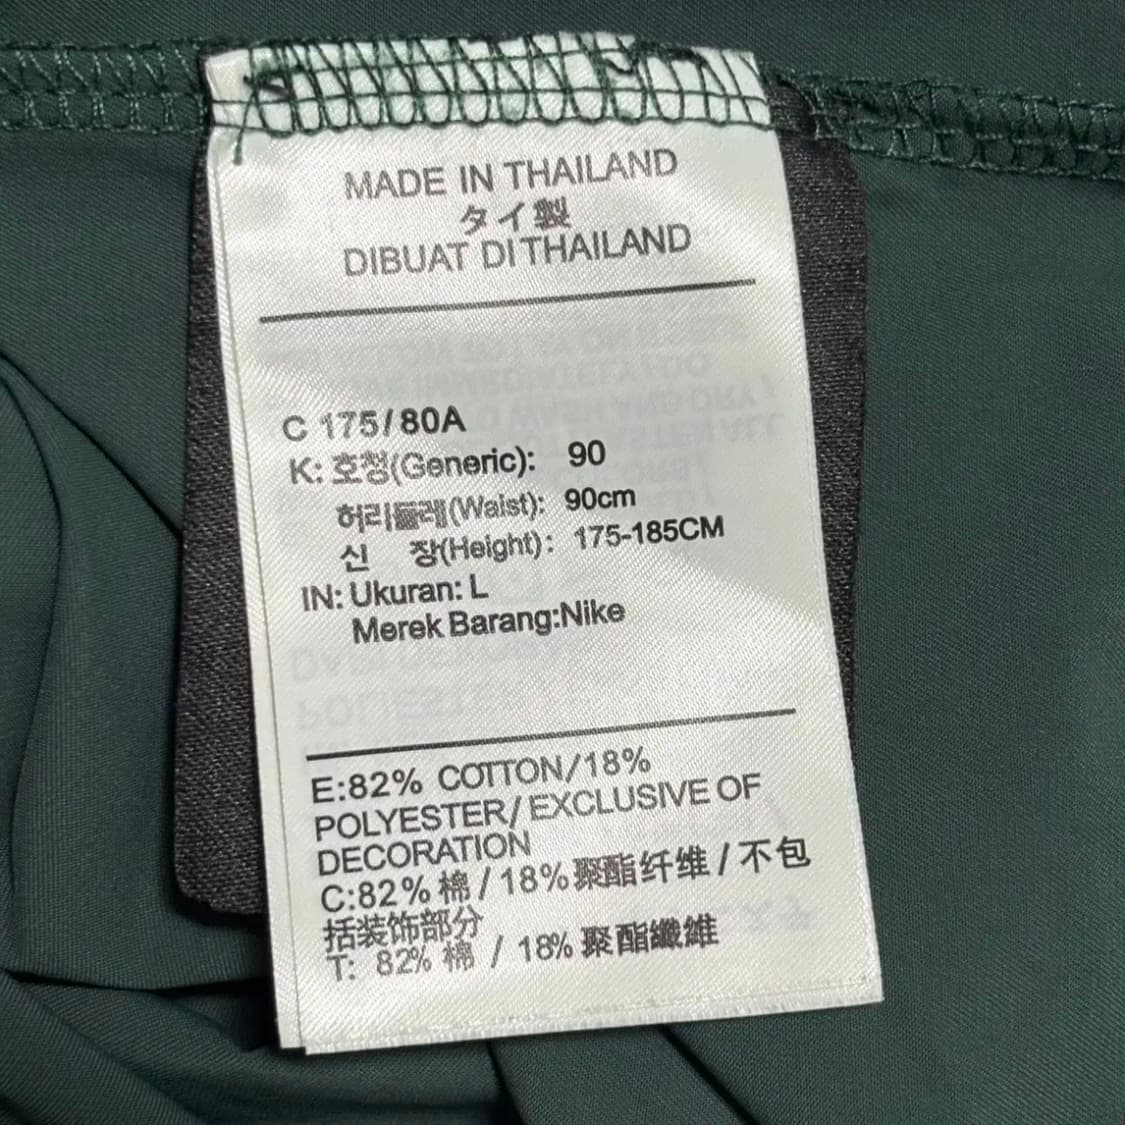 MADE IN THAILAND
タイ製
DIBUAT DI THAILAND
C 175/80A
K: 호칭(Generic): 90
허리둘레(Waist): 90cm
신 장(Height): 175-185CM
IN: Ukuran: L
Merek Barang:Nike
E:82% COTTON/18%
POLYESTER/EXCLUSIVE OF
DECORATION
C:82% 棉/18%聚酯纤维/不包
括装饰部分
T: 82% 棉 / 18% 聚酯纖維